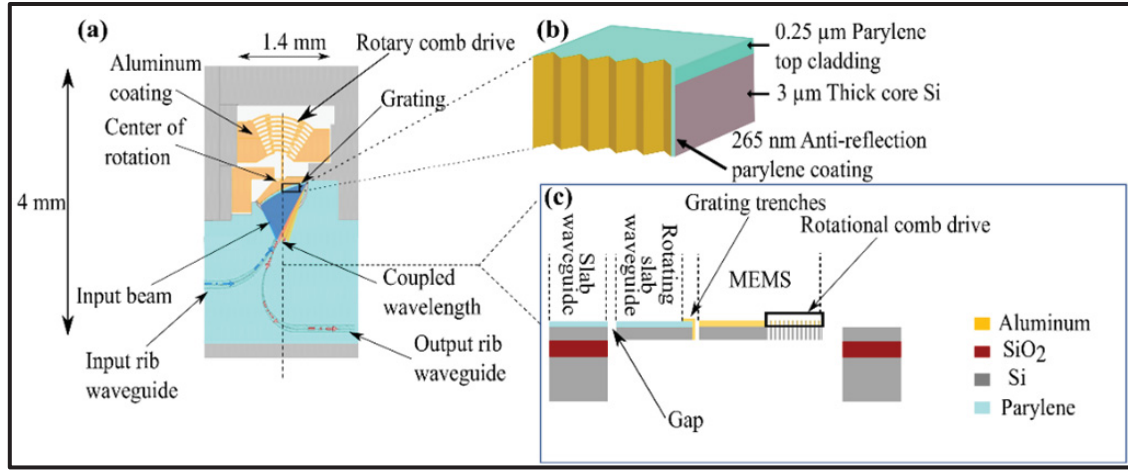 (a)
1.4 mm
4 mm
Aluminum
coating
Center of
rotation
Rotary comb drive
Grating
Input beam
Input rib
waveguide
Coupled
wavelength
Output rib
waveguide
(b)
0.25 µm Parylene
top cladding
3 µm Thick core Si
265 nm Anti-reflection
parylene coating
(c)
Grating trenches
Rotational comb drive
Slab
waveguide
Rotating
slab
waveguide
MEMS
Gap
Aluminum
SiO2
Si
Parylene